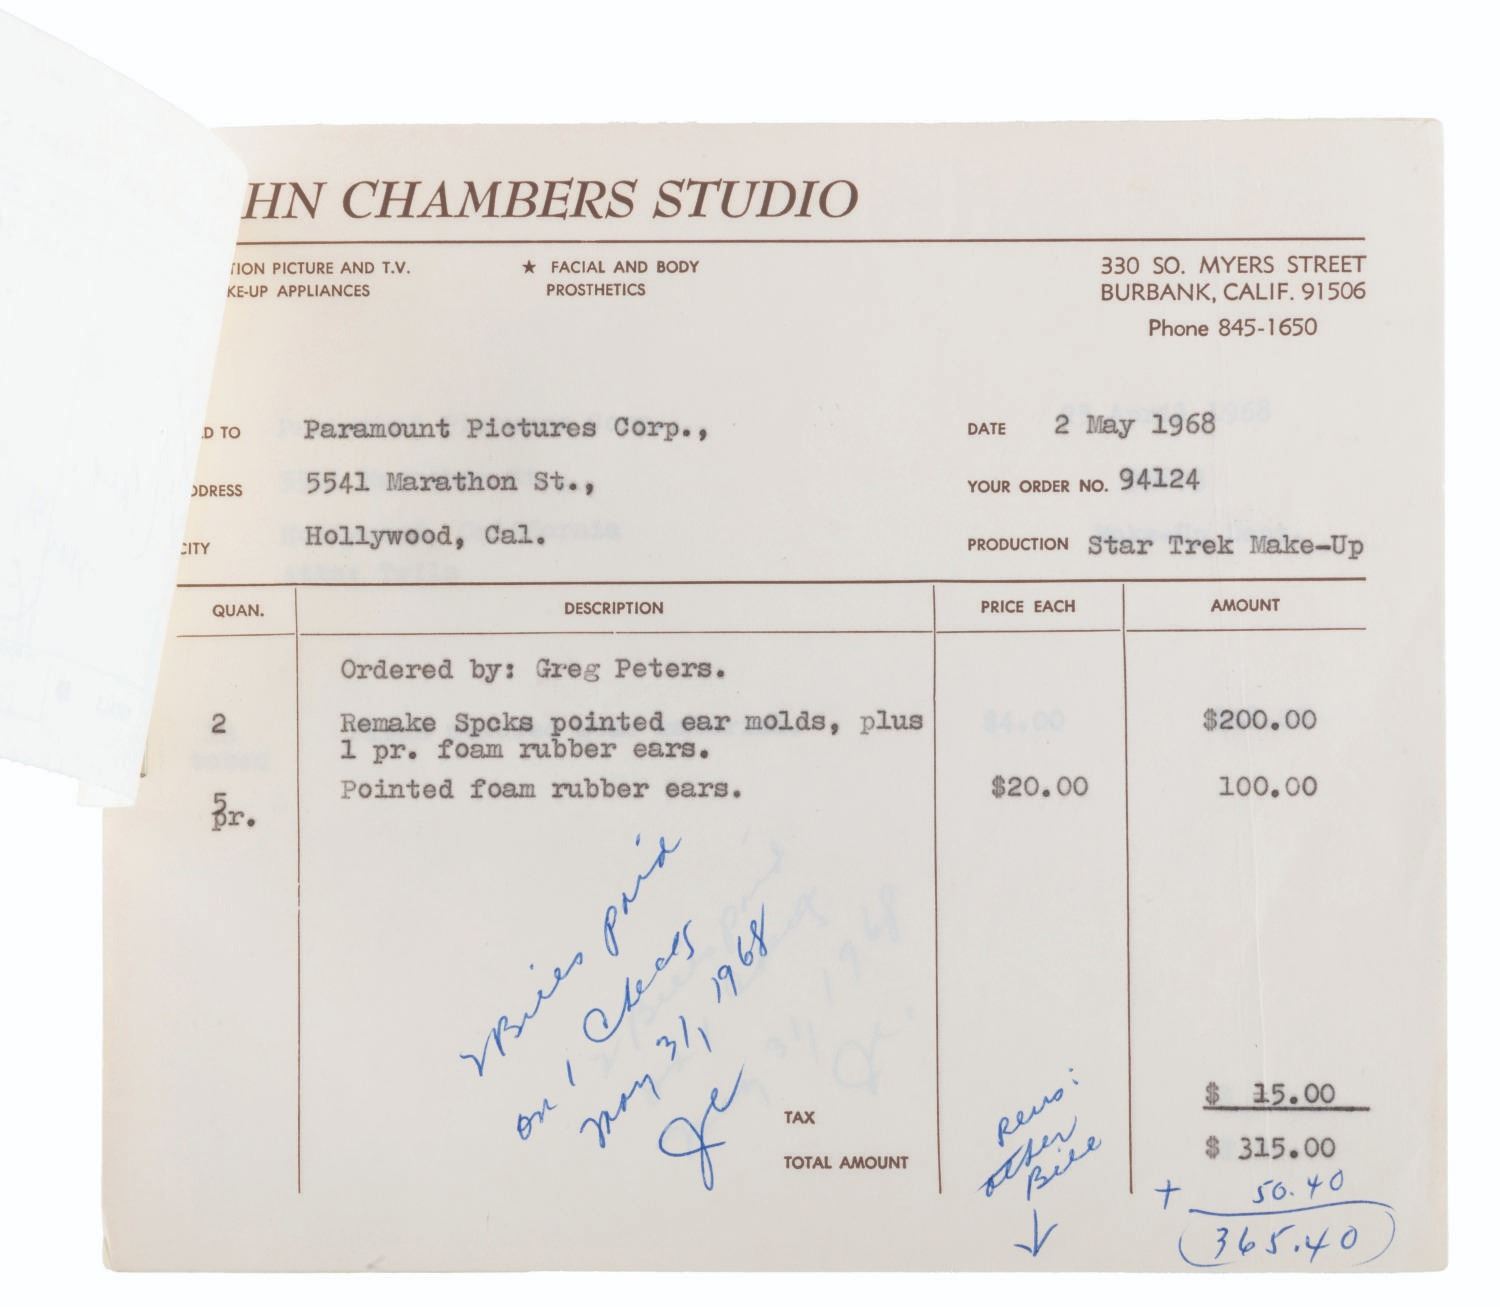 HN CHAMBERS STUDIO
TION PICTURE AND T.V. ★ FACIAL AND BODY
KE-UP APPLIANCES PROSTHETICS
330 SO. MYERS STREET
BURBANK, CALIF. 91506
Phone 845-1650
D TO Paramount Pictures Corp., DATE 2 May 1968
DDRESS 5541 Marathon St., YOUR ORDER NO. 94124
CITY Hollywood, Cal. PRODUCTION Star Trek Make-Up
QUAN. DESCRIPTION PRICE EACH AMOUNT
Ordered by: Greg Peters.
2 Remake Spcks pointed ear molds, plus $200.00
1 pr. foam rubber ears.
5 Pointed foam rubber ears. $20.00 100.00
pr.
2 Bills paid
on 1 Check
May 31, 1968
JC
TAX $ 15.00
TOTAL AMOUNT $ 315.00
other
Bill
+ 50.40
365.40